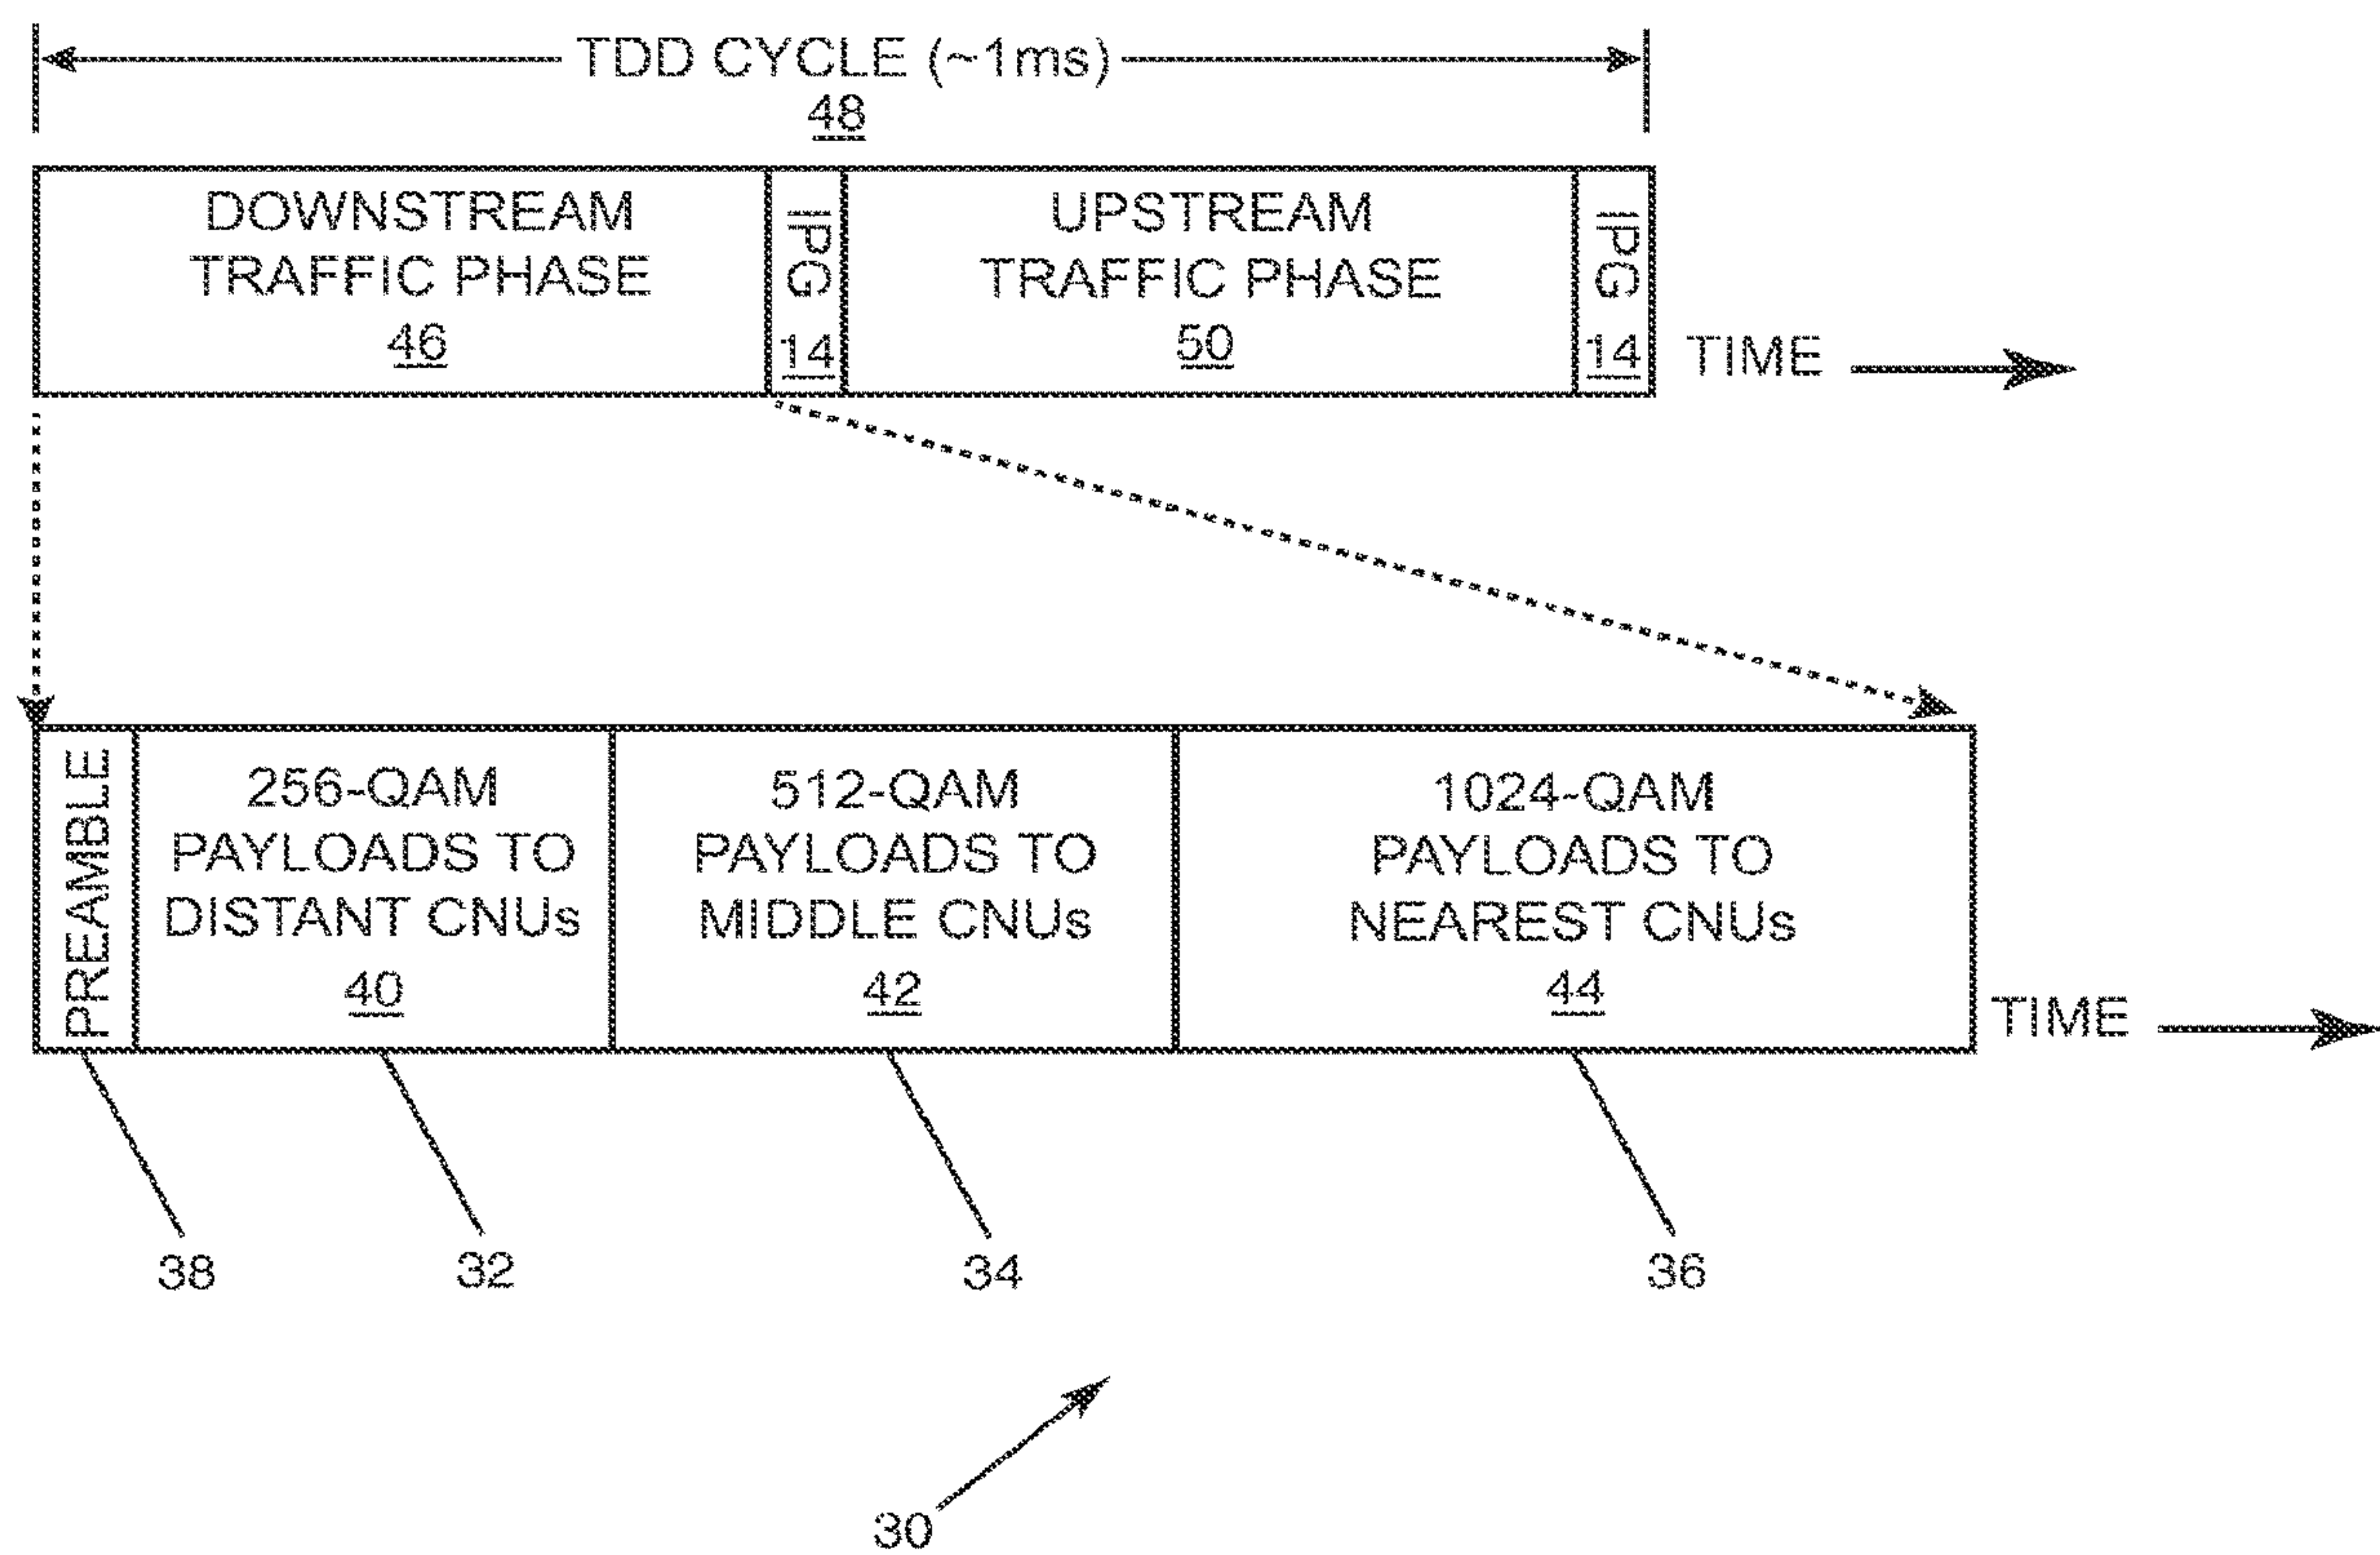 TDD CYCLE (~1ms)
48
DOWNSTREAM
TRAFFIC PHASE
46
IPG 14
UPSTREAM
TRAFFIC PHASE
50
IPG 14
TIME
PREAMBLE
256-QAM
PAYLOADS TO
DISTANT CNUs
40
512-QAM
PAYLOADS TO
MIDDLE CNUs
42
1024-QAM
PAYLOADS TO
NEAREST CNUs
44
TIME
38
32
34
36
30